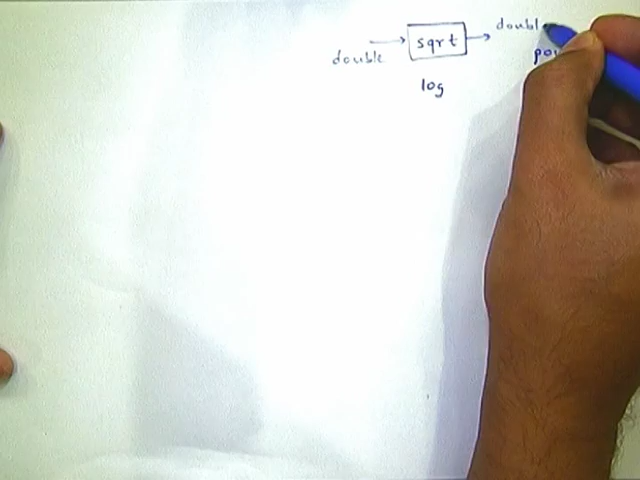 double → sqrt → double
log